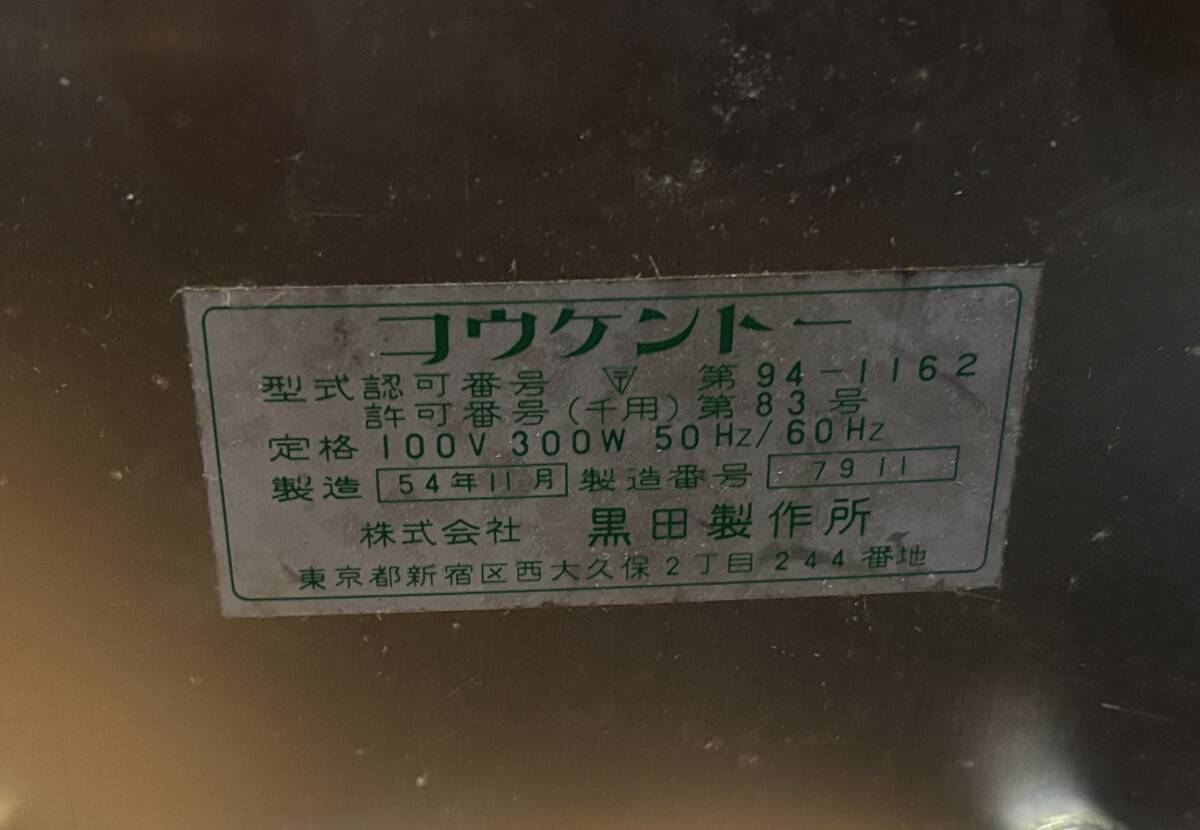 コウケントー
型式認可番号 〒 第94-1162
許可番号(千用)第83号
定格 100V 300W 50Hz/60Hz
製造 54年11月 製造番号 7911
株式会社 黒田製作所
東京都新宿区西大久保2丁目244番地